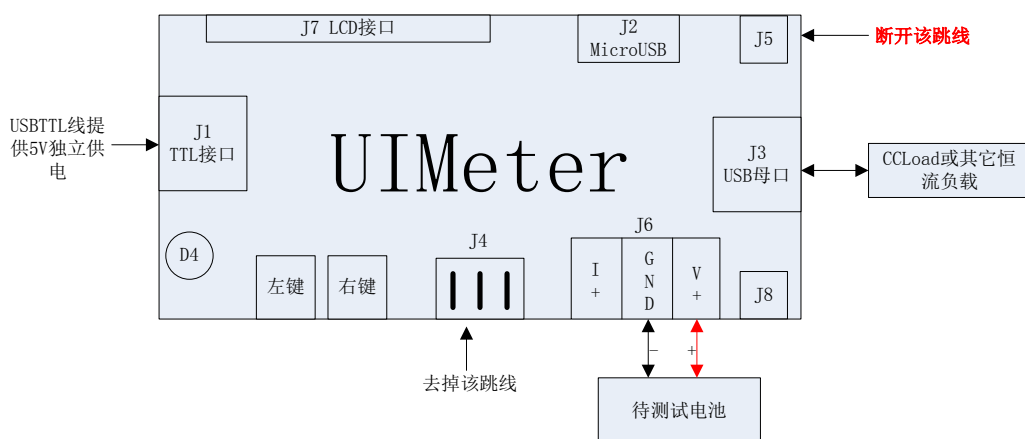 J7 LCD接口
J2
MicroUSB
J5
断开该跳线
USBTTL线提
供5V独立供
电
J1
TTL接口
UIMeter
J3
USB母口
CCLoad或其它恒
流负载
D4
左键
右键
J4
J6
I
+
G
N
D
V
+
J8
去掉该跳线
-
+
待测试电池